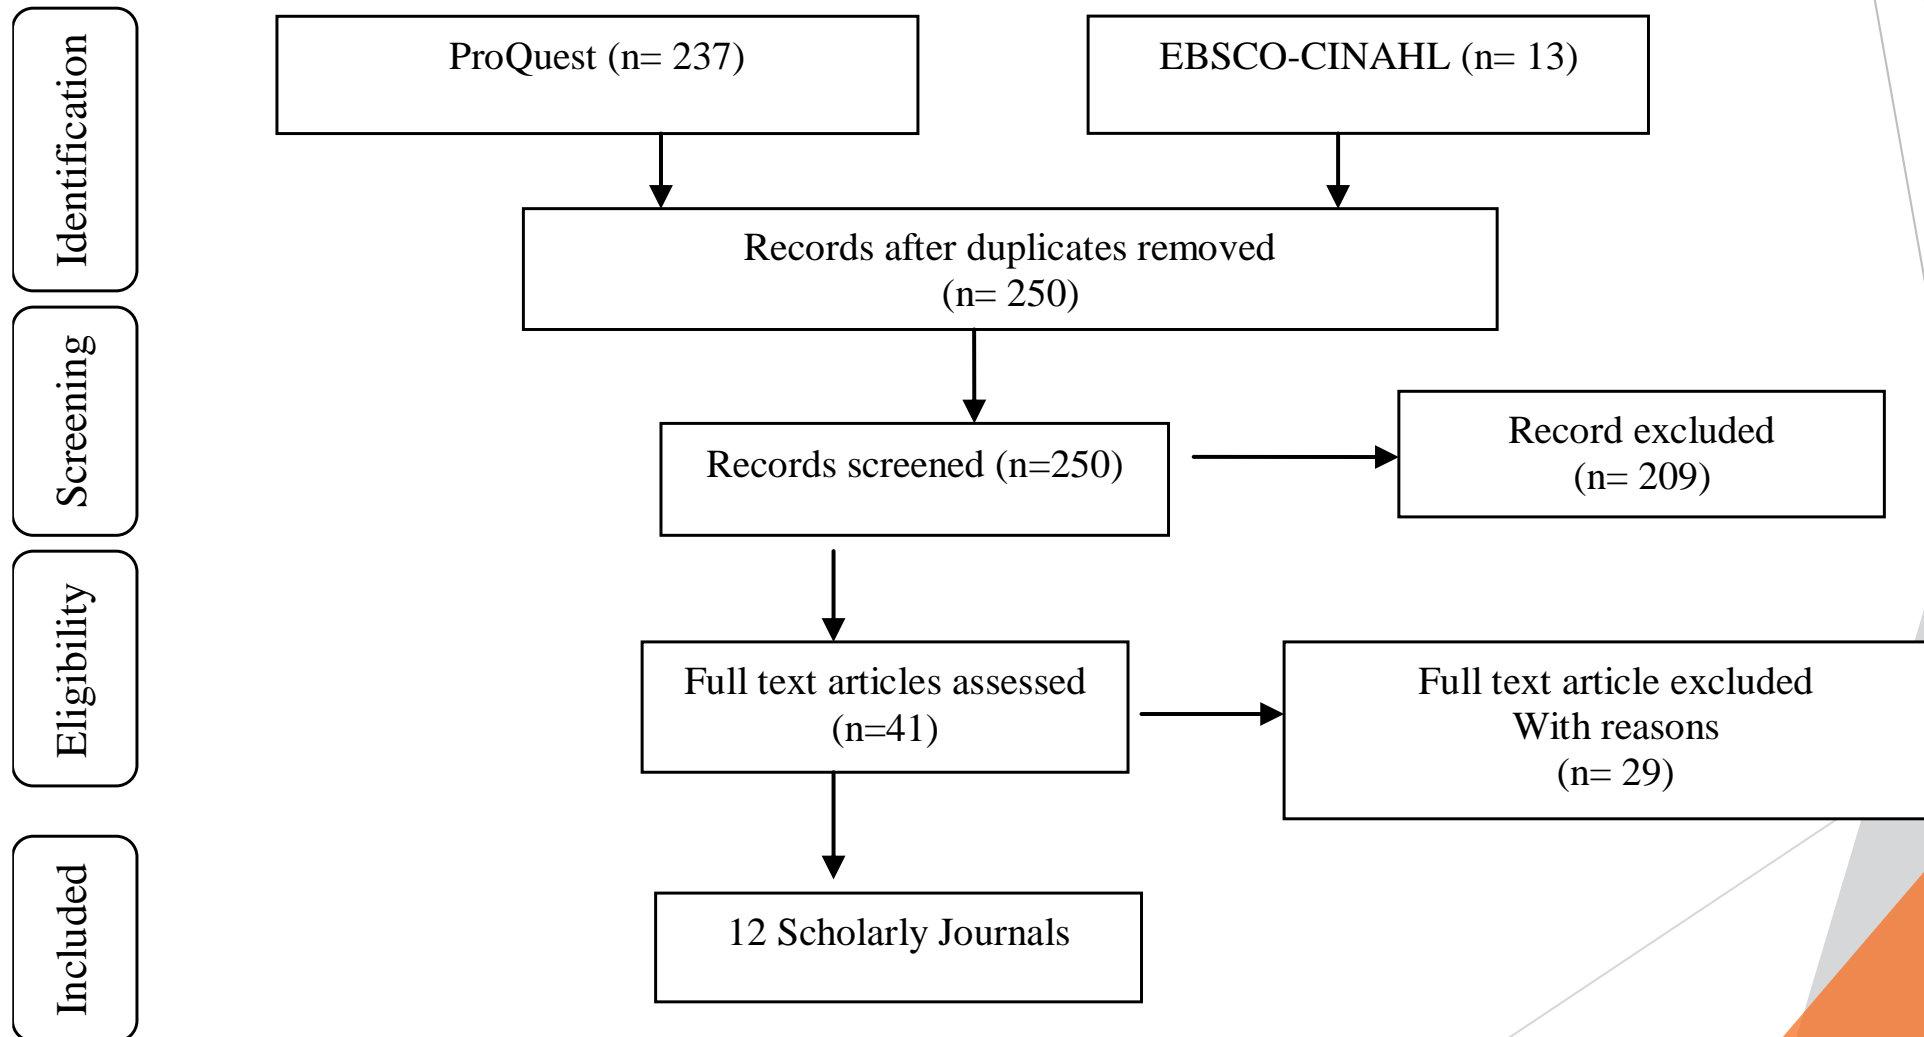 Identification
ProQuest (n= 237)
EBSCO-CINAHL (n= 13)
Records after duplicates removed
(n= 250)
Screening
Records screened (n=250)
Record excluded
(n= 209)
Eligibility
Full text articles assessed
(n=41)
Full text article excluded
With reasons
(n= 29)
Included
12 Scholarly Journals